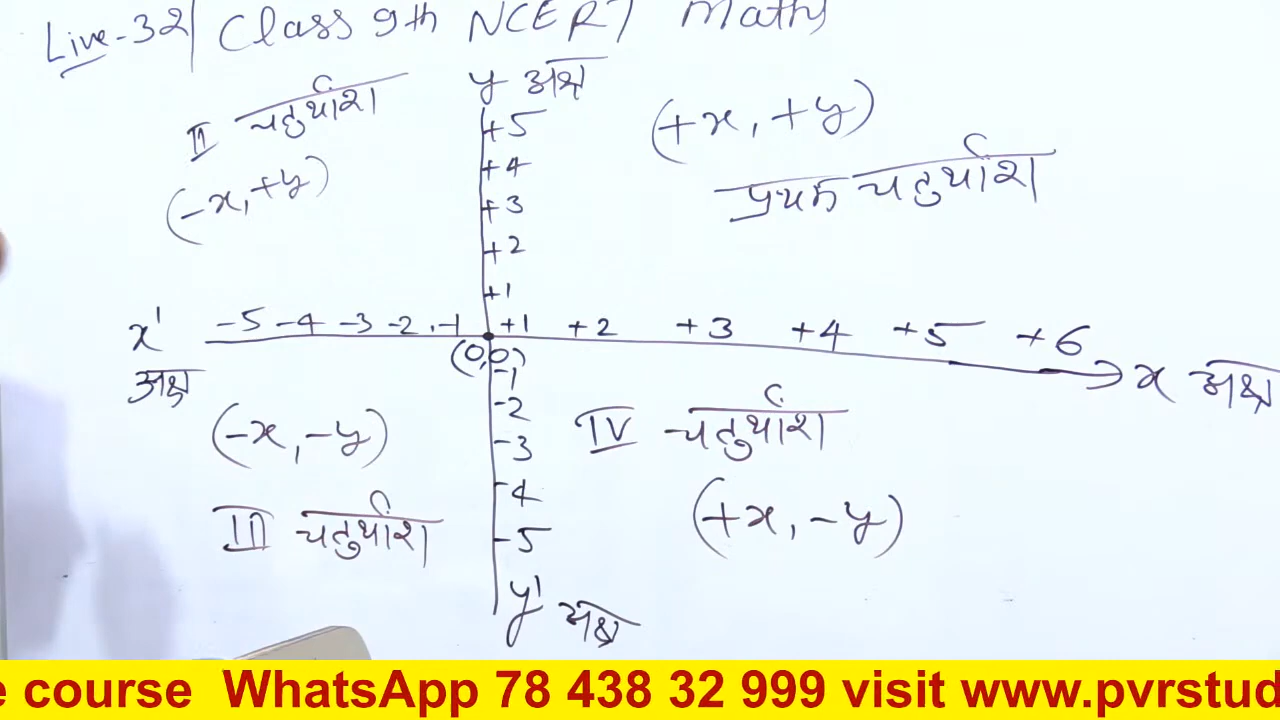 Live-32| Class 9th NCERT Maths
y अक्ष
II चतुर्थांश
(-x,+y)
(+x,+y)
प्रथम चतुर्थांश
+5
+4
+3
+2
+1
x' -5 -4 -3 -2 -1 +1 +2 +3 +4 +5 +6
अक्ष
(0,0)
x अक्ष
-1
-2
-3
-4
-5
(-x,-y)
III चतुर्थांश
IV चतुर्थांश
(+x,-y)
y' अक्ष
e course WhatsApp 78 438 32 999 visit www.pvrstud